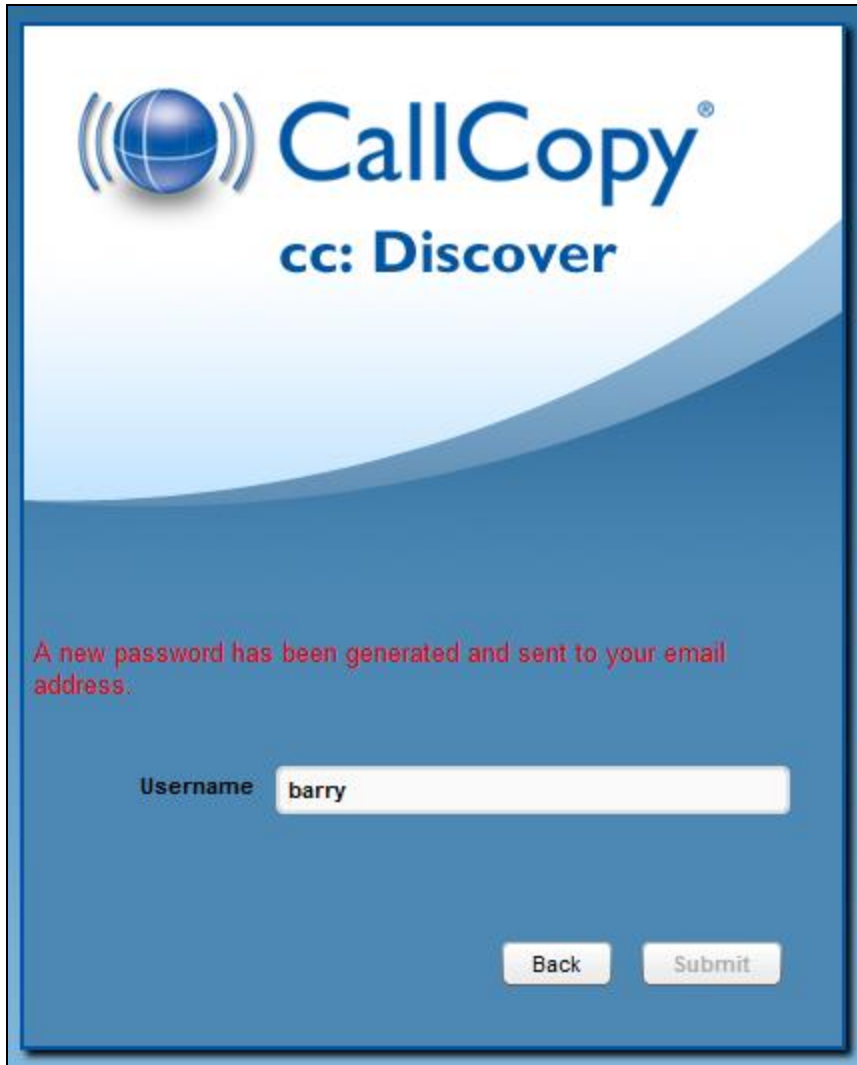 CallCopy®
cc: Discover
A new password has been generated and sent to your email
address.
Username
barry
Back
Submit